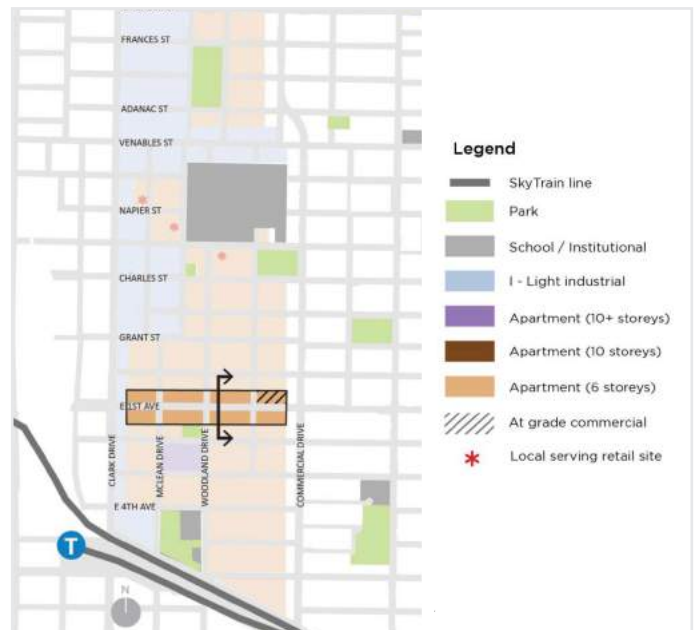 FRANCES ST
ADANAC ST
VENABLES ST
NAPIER ST
CHARLES ST
GRANT ST
E 1ST AVE
CLARK DRIVE
MCLEAN DRIVE
WOODLAND DRIVE
COMMERCIAL DRIVE
E 4TH AVE
T
N
Legend
SkyTrain line
Park
School / Institutional
I - Light industrial
Apartment (10+ storeys)
Apartment (10 storeys)
Apartment (6 storeys)
At grade commercial
Local serving retail site